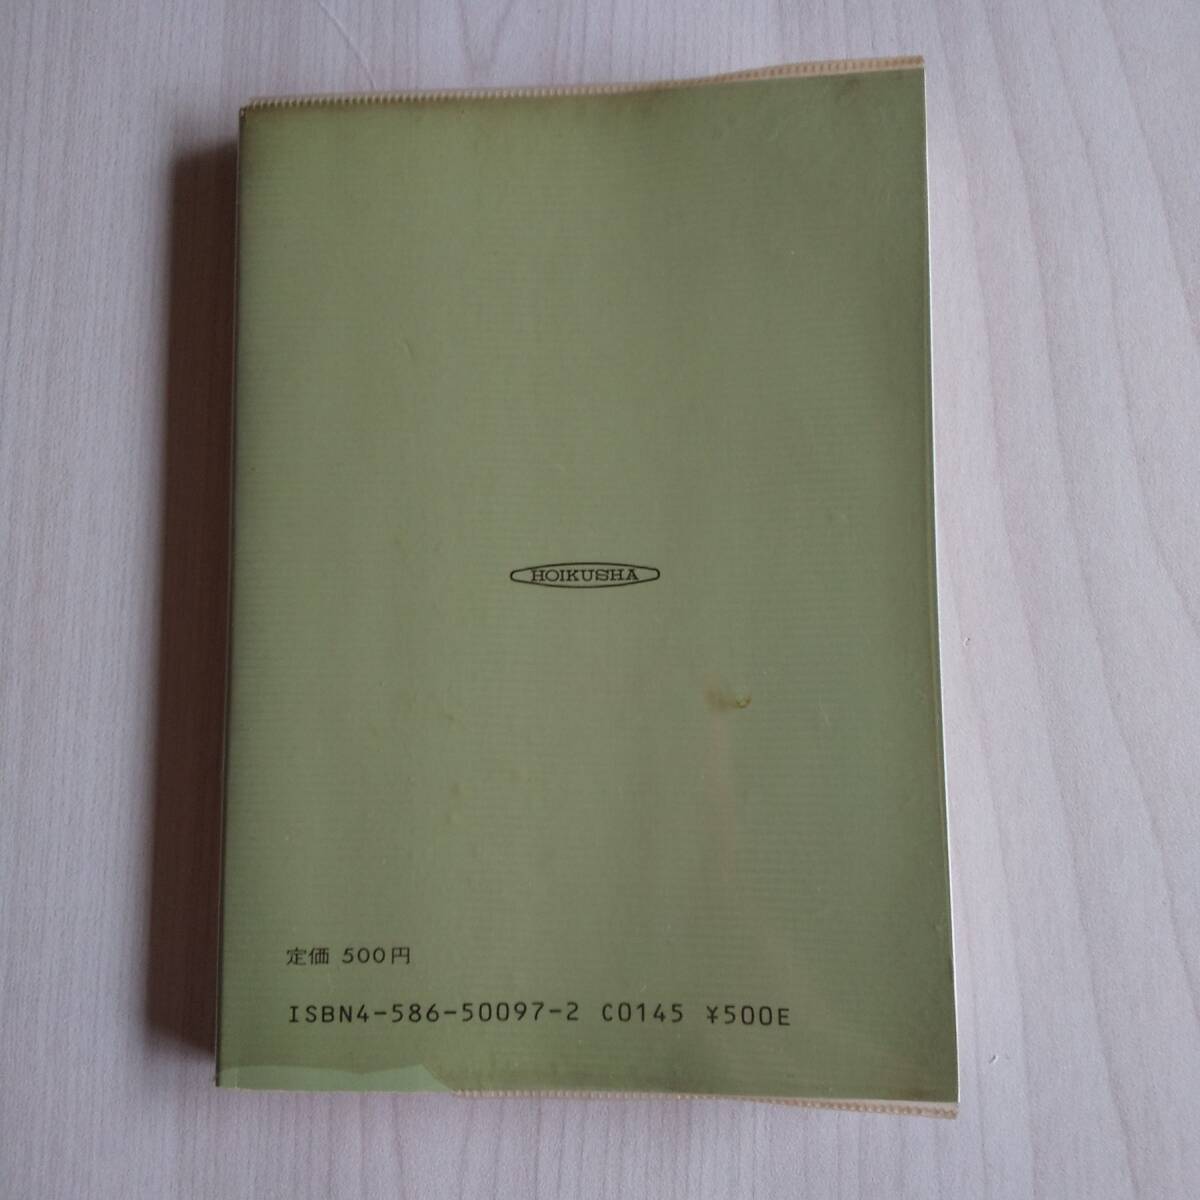 HOIKUSHA
定価 500円
ISBN4-586-50097-2 C0145 ¥500E